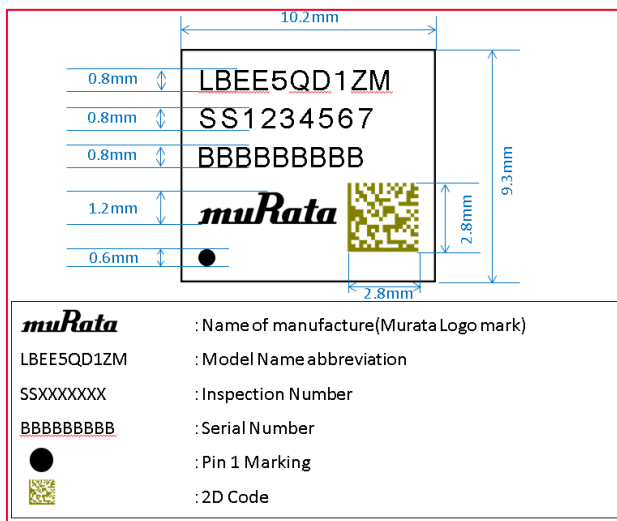 10.2mm
0.8mm
LBEE5QD1ZM
0.8mm
SS1234567
0.8mm
BBBBBBBBB
9.3mm
1.2mm
muRata
2.8mm
0.6mm
2.8mm
muRata : Name of manufacture(Murata Logo mark)
LBEE5QD1ZM : Model Name abbreviation
SSXXXXXXX : Inspection Number
BBBBBBBBB : Serial Number
: Pin 1 Marking
: 2D Code